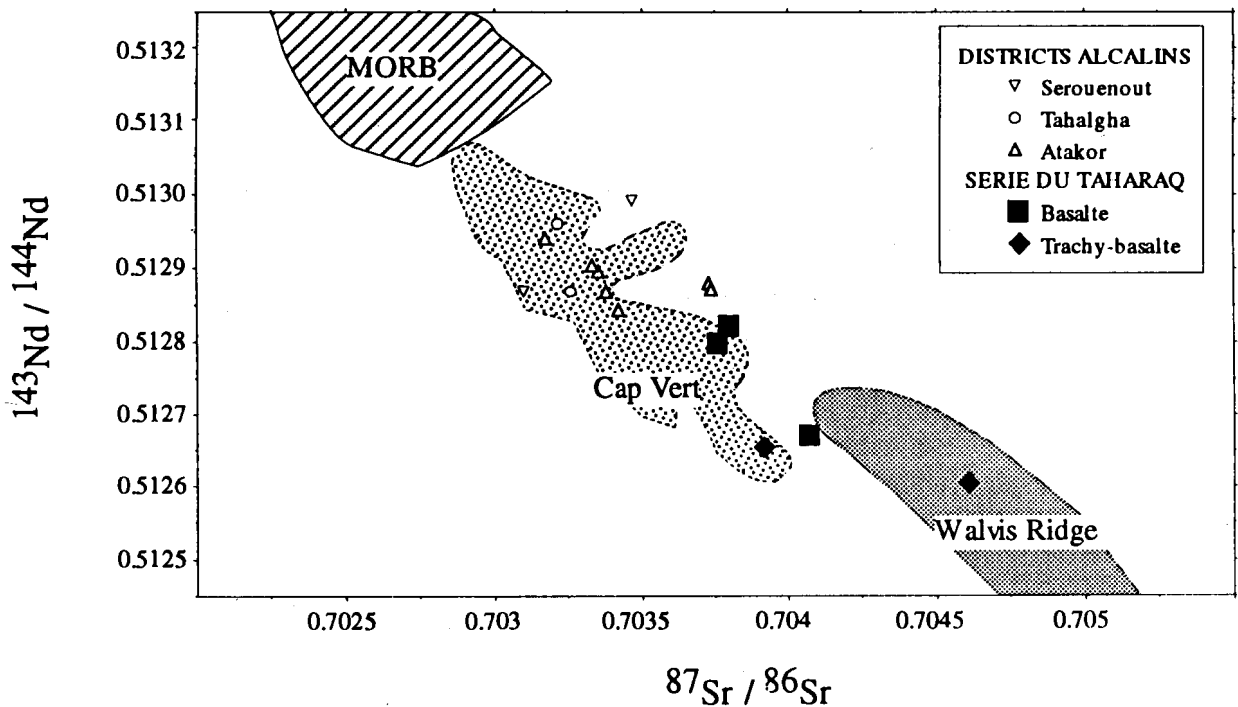 0.5132
0.5131
0.5130
0.5129
0.5128
0.5127
0.5126
0.5125
143Nd / 144Nd
MORB
Cap Vert
Walvis Ridge
DISTRICTS ALCALINS
Serouenout
Tahalgha
Atakor
SERIE DU TAHARAQ
Basalte
Trachy-basalte
0.7025 0.703 0.7035 0.704 0.7045 0.705
87Sr / 86Sr